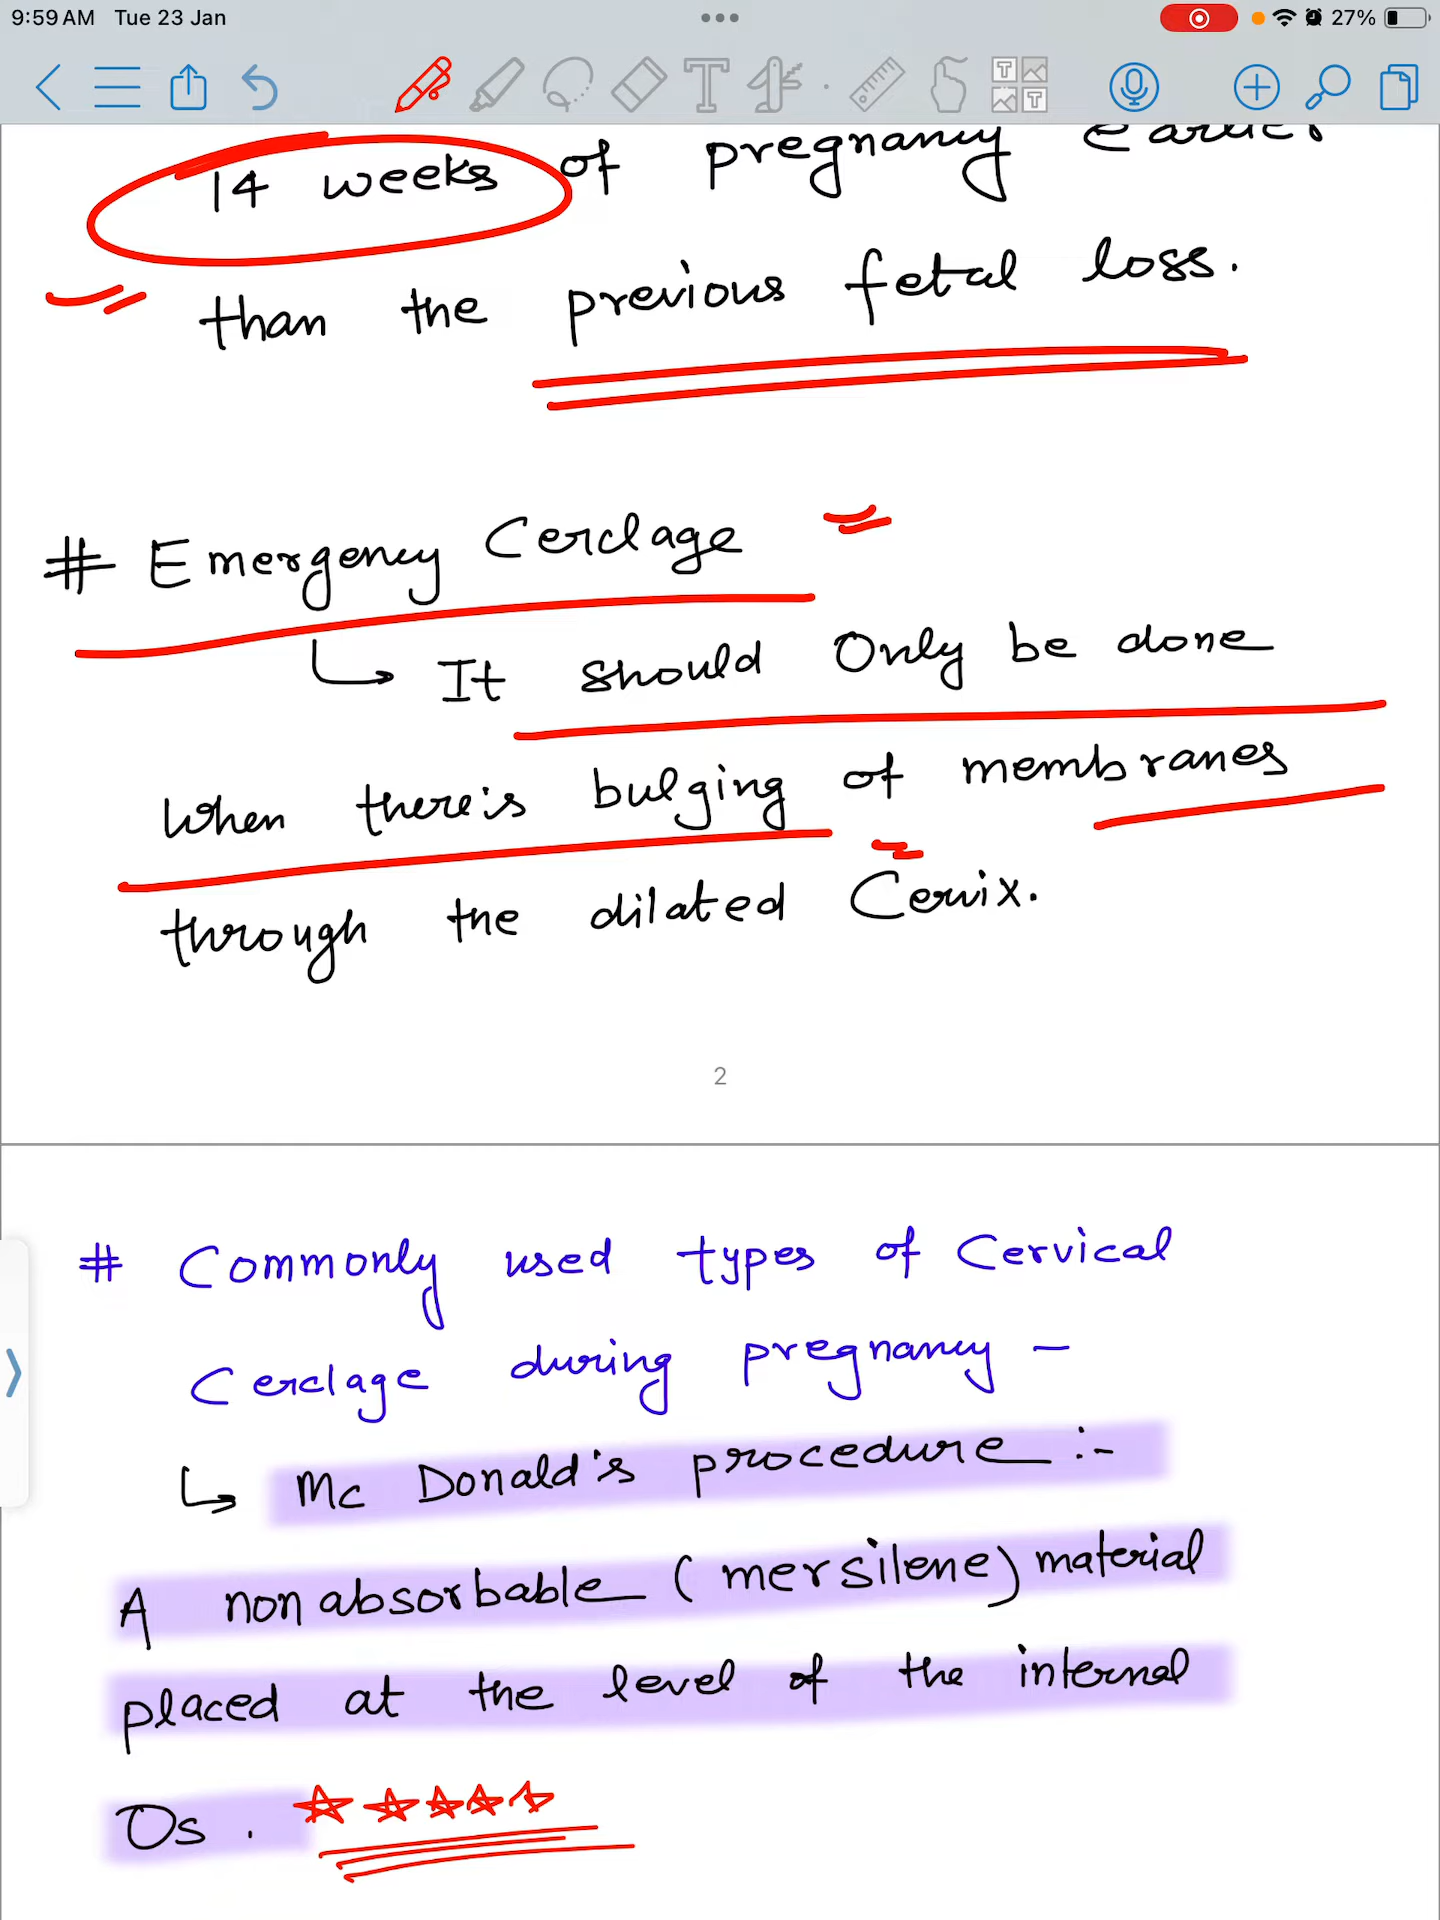 9:59 AM Tue 23 Jan
27%
14 weeks of pregnancy earlier
than the previous fetal loss.
# Emergency Cerclage
It should Only be done
When there is bulging of membranes
through the dilated Cervix.
2
# Commonly used types of Cervical
Cerclage during pregnancy -
Mc Donald's procedure :-
A non absorbable (mersilene) material
placed at the level of the internal
Os.